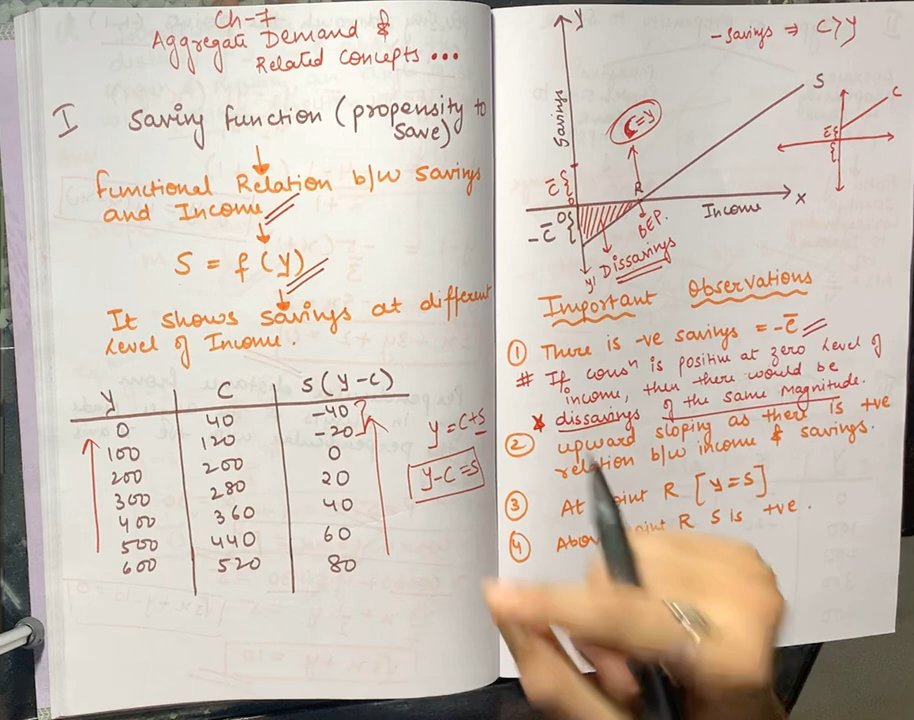 Ch-7
Aggregate Demand &
Related Concepts ...
I Saving function (propensity to
save)
functional Relation b/w savings
and Income
S = f (Y)
It shows savings at different
level of Income.
Y C S (Y-C)
0 40 -40
100 120 -20
200 200 0
300 280 20
400 360 40
500 440 60
600 520 80
Y = C+S
Y-C=S
Y
- savings ⇒ C>Y
Savings
C=Y
S
C
C̄
C̄
R
0
Income X
-C̄
BEP.
Y'
Dissavings
Important Observations
① There is -ve savings = -C̄
# If consⁿ is positive at zero level of
income, then there would be
* dissavings of the same magnitude.
② upward sloping as there is +ve
relation b/w income & savings.
③ At point R [Y=S]
④ Above point R S is +ve.